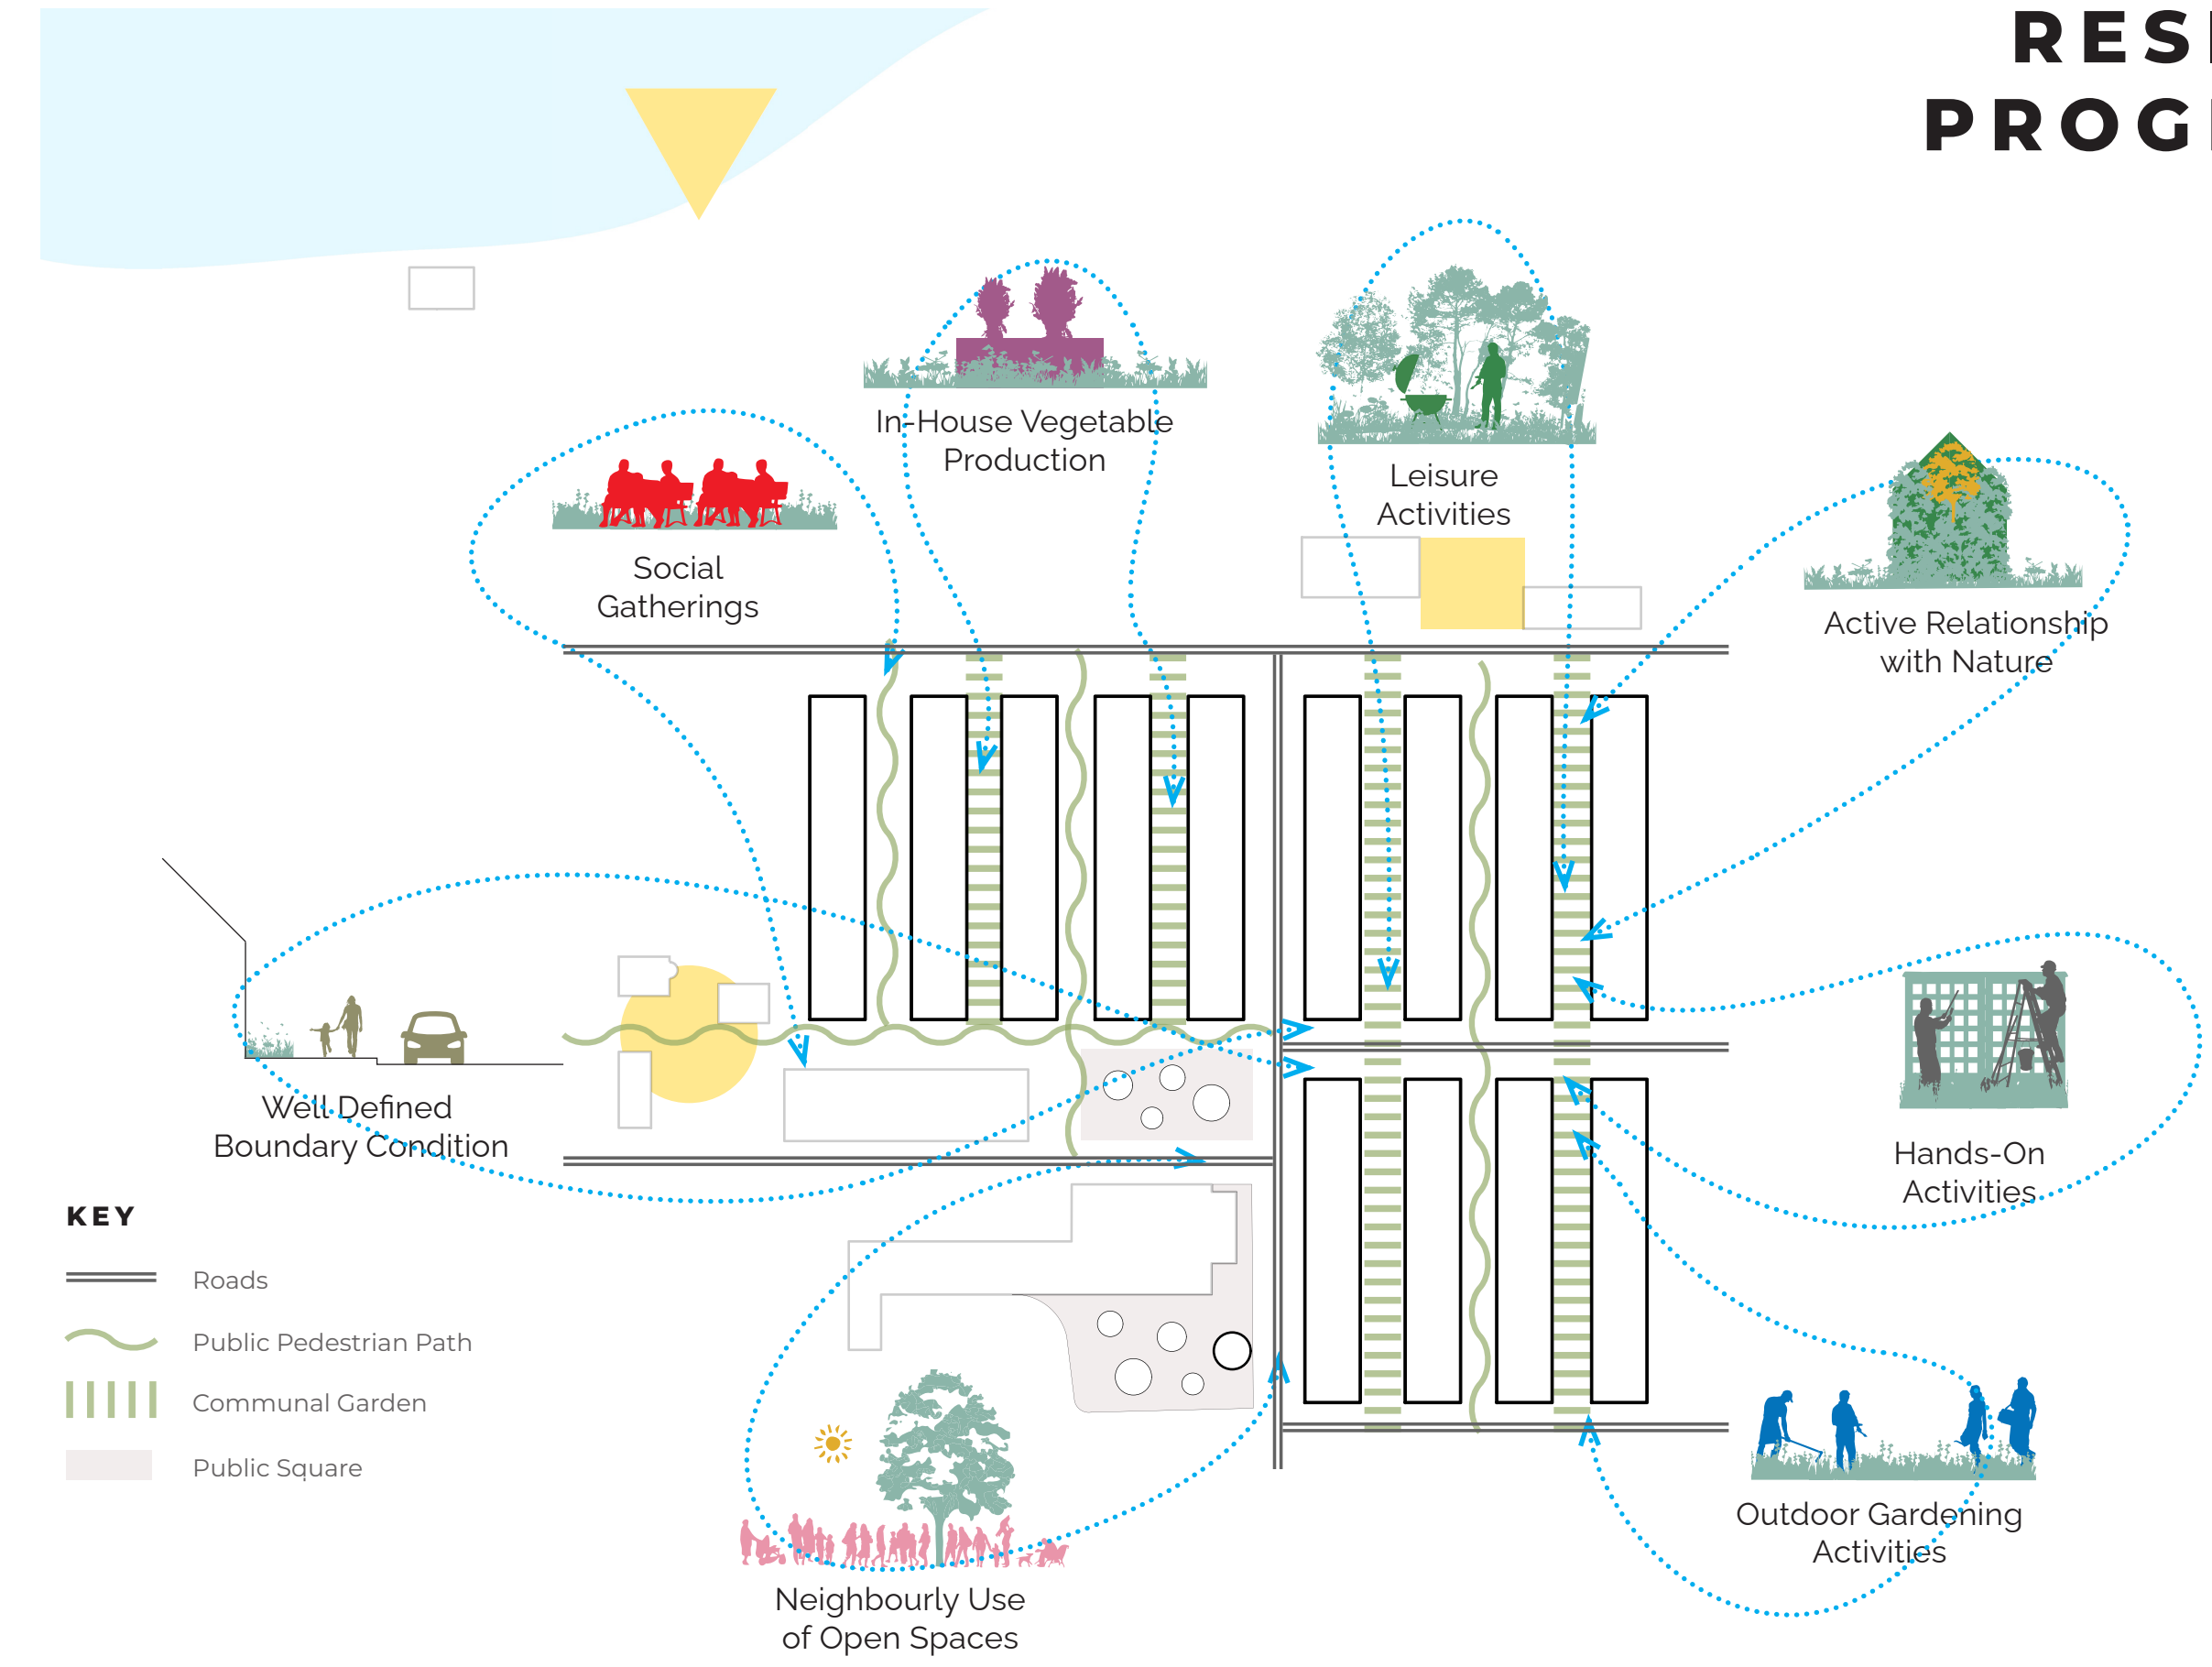 RES
PROG
In-House Vegetable
Production
Leisure
Activities
Social
Gatherings
Active Relationship
with Nature
Well Defined
Boundary Condition
Hands-On
Activities
KEY
Roads
Public Pedestrian Path
Communal Garden
Public Square
Outdoor Gardening
Activities
Neighbourly Use
of Open Spaces